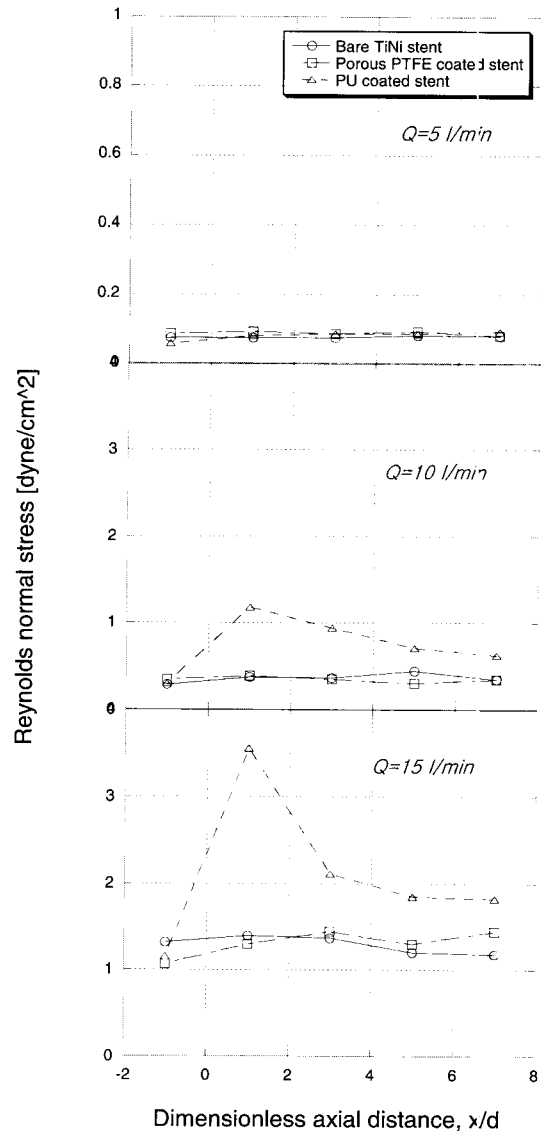 1
Bare TiNi stent
Porous PTFE coated stent
PU coated stent
0.8
Q=5 l/min
0.6
0.4
0.2
Reynolds normal stress [dyne/cm^2]
3
Q=10 l/min
2
1
Q=15 l/min
3
2
1
0
-2 0 2 4 6 8
Dimensionless axial distance, x/d